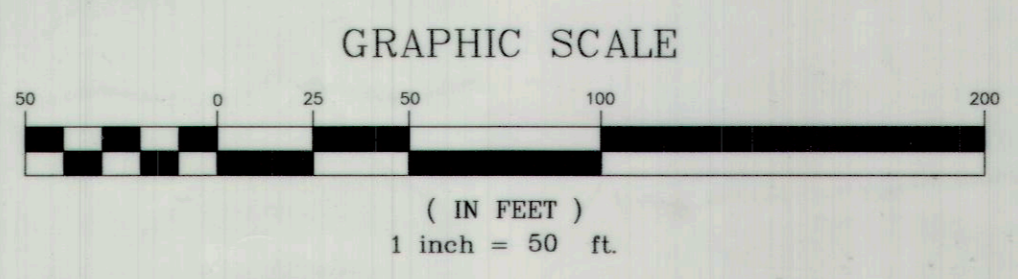 GRAPHIC SCALE
50 0 25 50 100 200
( IN FEET )
1 inch = 50 ft.